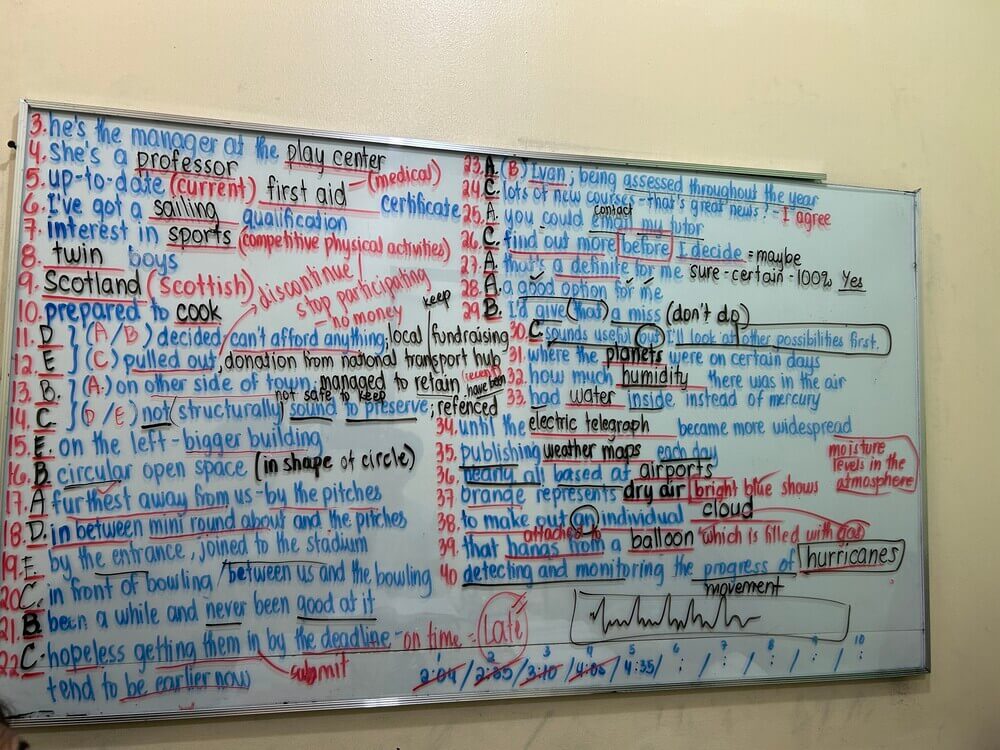 3. he's the manager at the play center
4. She's a professor
5. up-to-date (current) first aid - (medical) certificate
6. I've got a sailing qualification
7. interest in sports (competitive physical activities)
8. twin boys
9. Scotland (Scottish)
discontinue / stop participating
- no money
10. prepared to cook
keep
11. D } (A/B) decided can't afford anything; local fundraising
12. E } (C) pulled out, donation from national transport hub
13. B. } (A.) on other side of town, managed to retain have been
not safe to keep
14. C } (D/E) not (structurally) sound to preserve; refenced
15. E. on the left - bigger building
16. B. circular open space (in shape of circle)
17. A furthest away from us - by the pitches
18. D. in between mini round about and the pitches
19. E. by the entrance, joined to the stadium
20. C. in front of bowling / between us and the bowling
21. B. been a while and never been good at it
22. C. hopeless getting them in by the deadline - on time = Late
submit
tend to be earlier now
23. A. (B) Ivan; being assessed throughout the year
24. C. lots of new courses - that's great news! - I agree
contact
25. A. you could email my tutor
26. C. find out more before I decide = maybe
27. A. that's a definite for me sure - certain - 100% Yes
28. A. a good option for me
29. B. I'd give (that) a miss (don't do)
30. C. sounds useful but I'll look at other possibilities first.
31. where the planets were on certain days
32. how much humidity there was in the air
33. had water inside instead of mercury
34. until the electric telegraph became more widespread
35. publishing weather maps each day
36. nearly all based at airports
moisture levels in the atmosphere
37 orange represents dry air bright blue shows
38. to make out an individual cloud
attached to
39. that hangs from a balloon which is filled with gas
40 detecting and monitoring the progress of hurricanes
movement
1 2 3 4 5 6 7 8 9 10
2:04 / 2:35 / 3:10 / 4:06 / 4:35 / : / : / : / : / :